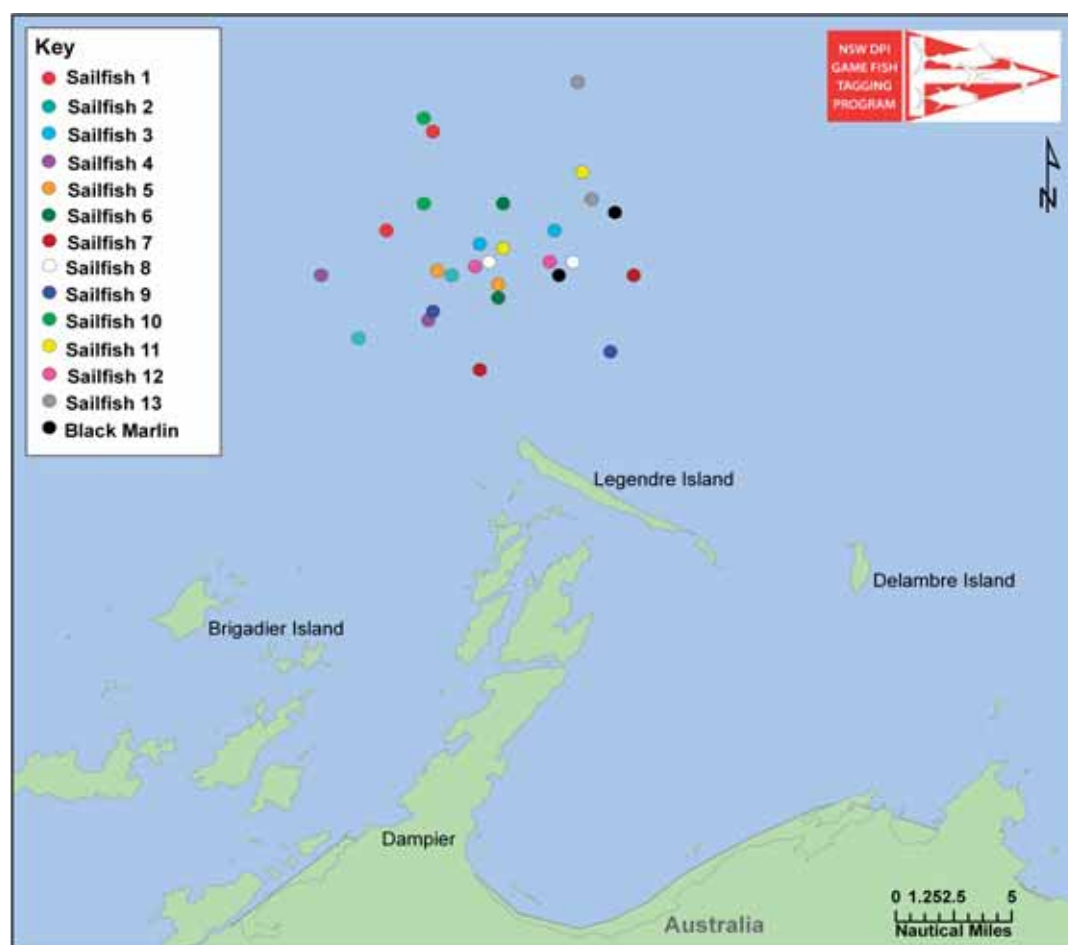 Key
Sailfish 1
Sailfish 2
Sailfish 3
Sailfish 4
Sailfish 5
Sailfish 6
Sailfish 7
Sailfish 8
Sailfish 9
Sailfish 10
Sailfish 11
Sailfish 12
Sailfish 13
Black Marlin
NSW DPI
GAME FISH
TAGGING
PROGRAM
N
Legendre Island
Delambre Island
Brigadier Island
Dampier
Australia
0 1.252.5 5
Nautical Miles